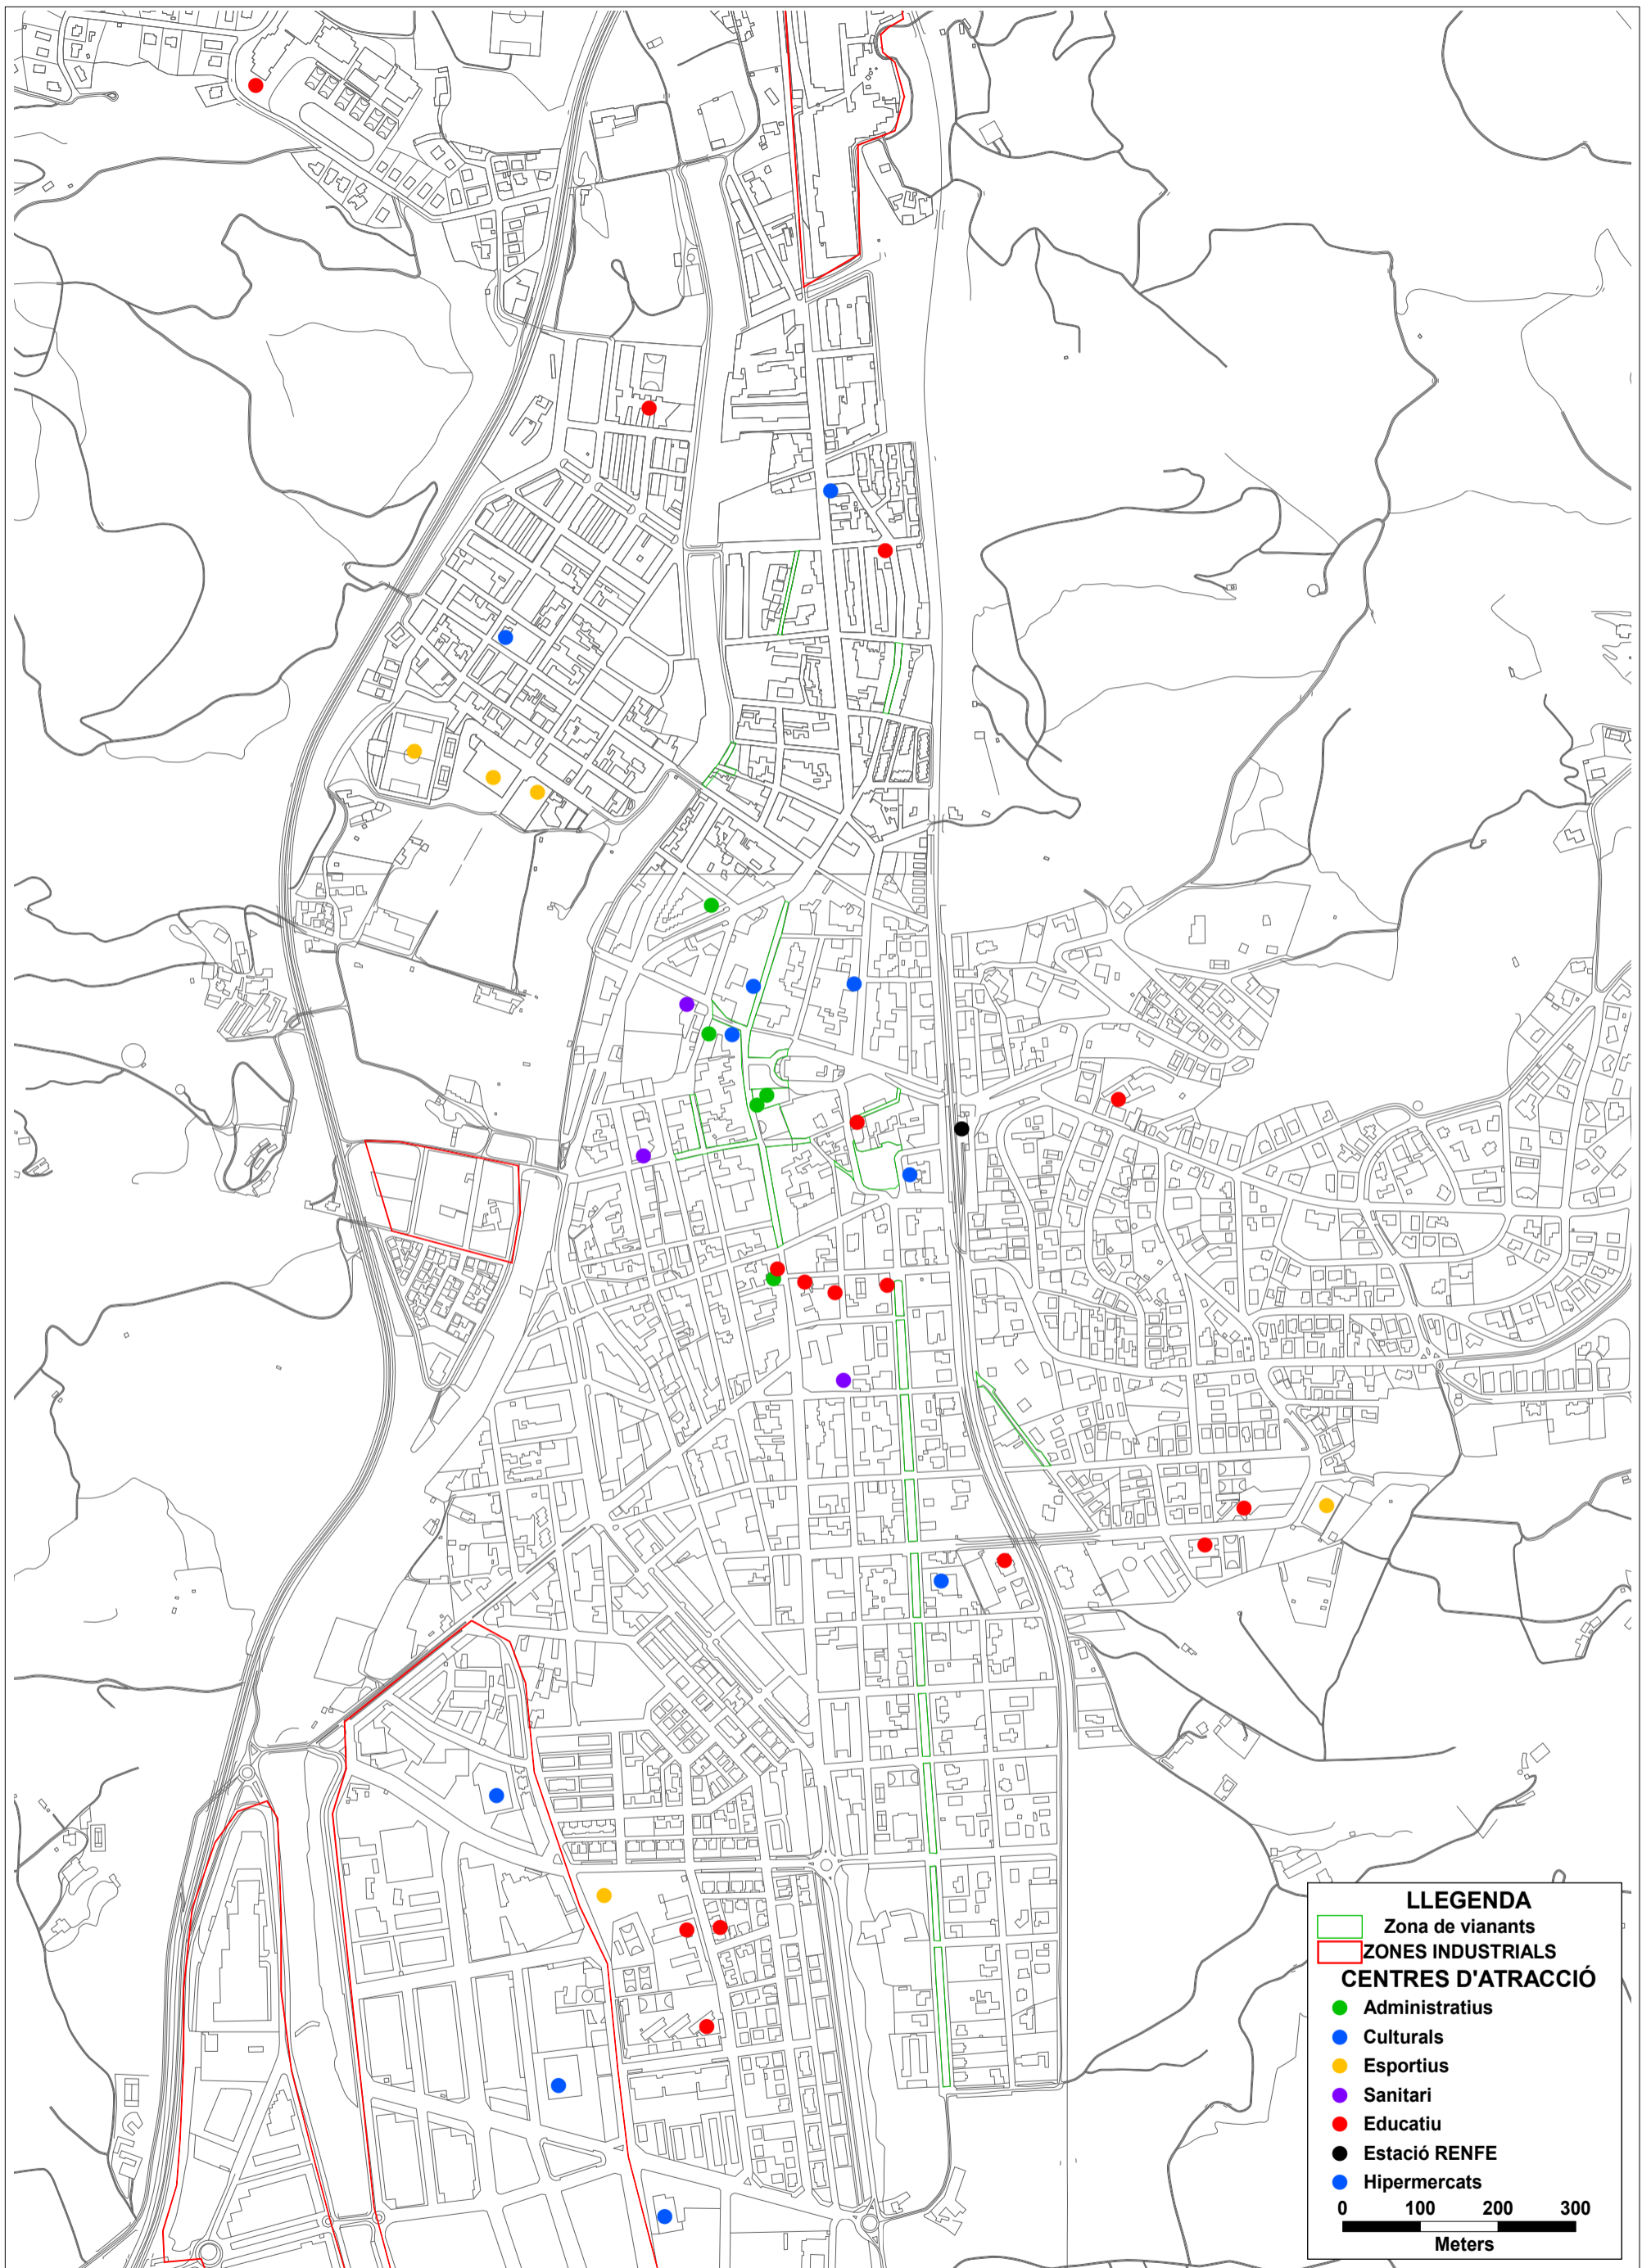 LLEGENDA
Zona de vianants
ZONES INDUSTRIALS
CENTRES D'ATRACCIÓ
Administratius
Culturals
Esportius
Sanitari
Educatiu
Estació RENFE
Hipermercats
0 100 200 300
Meters